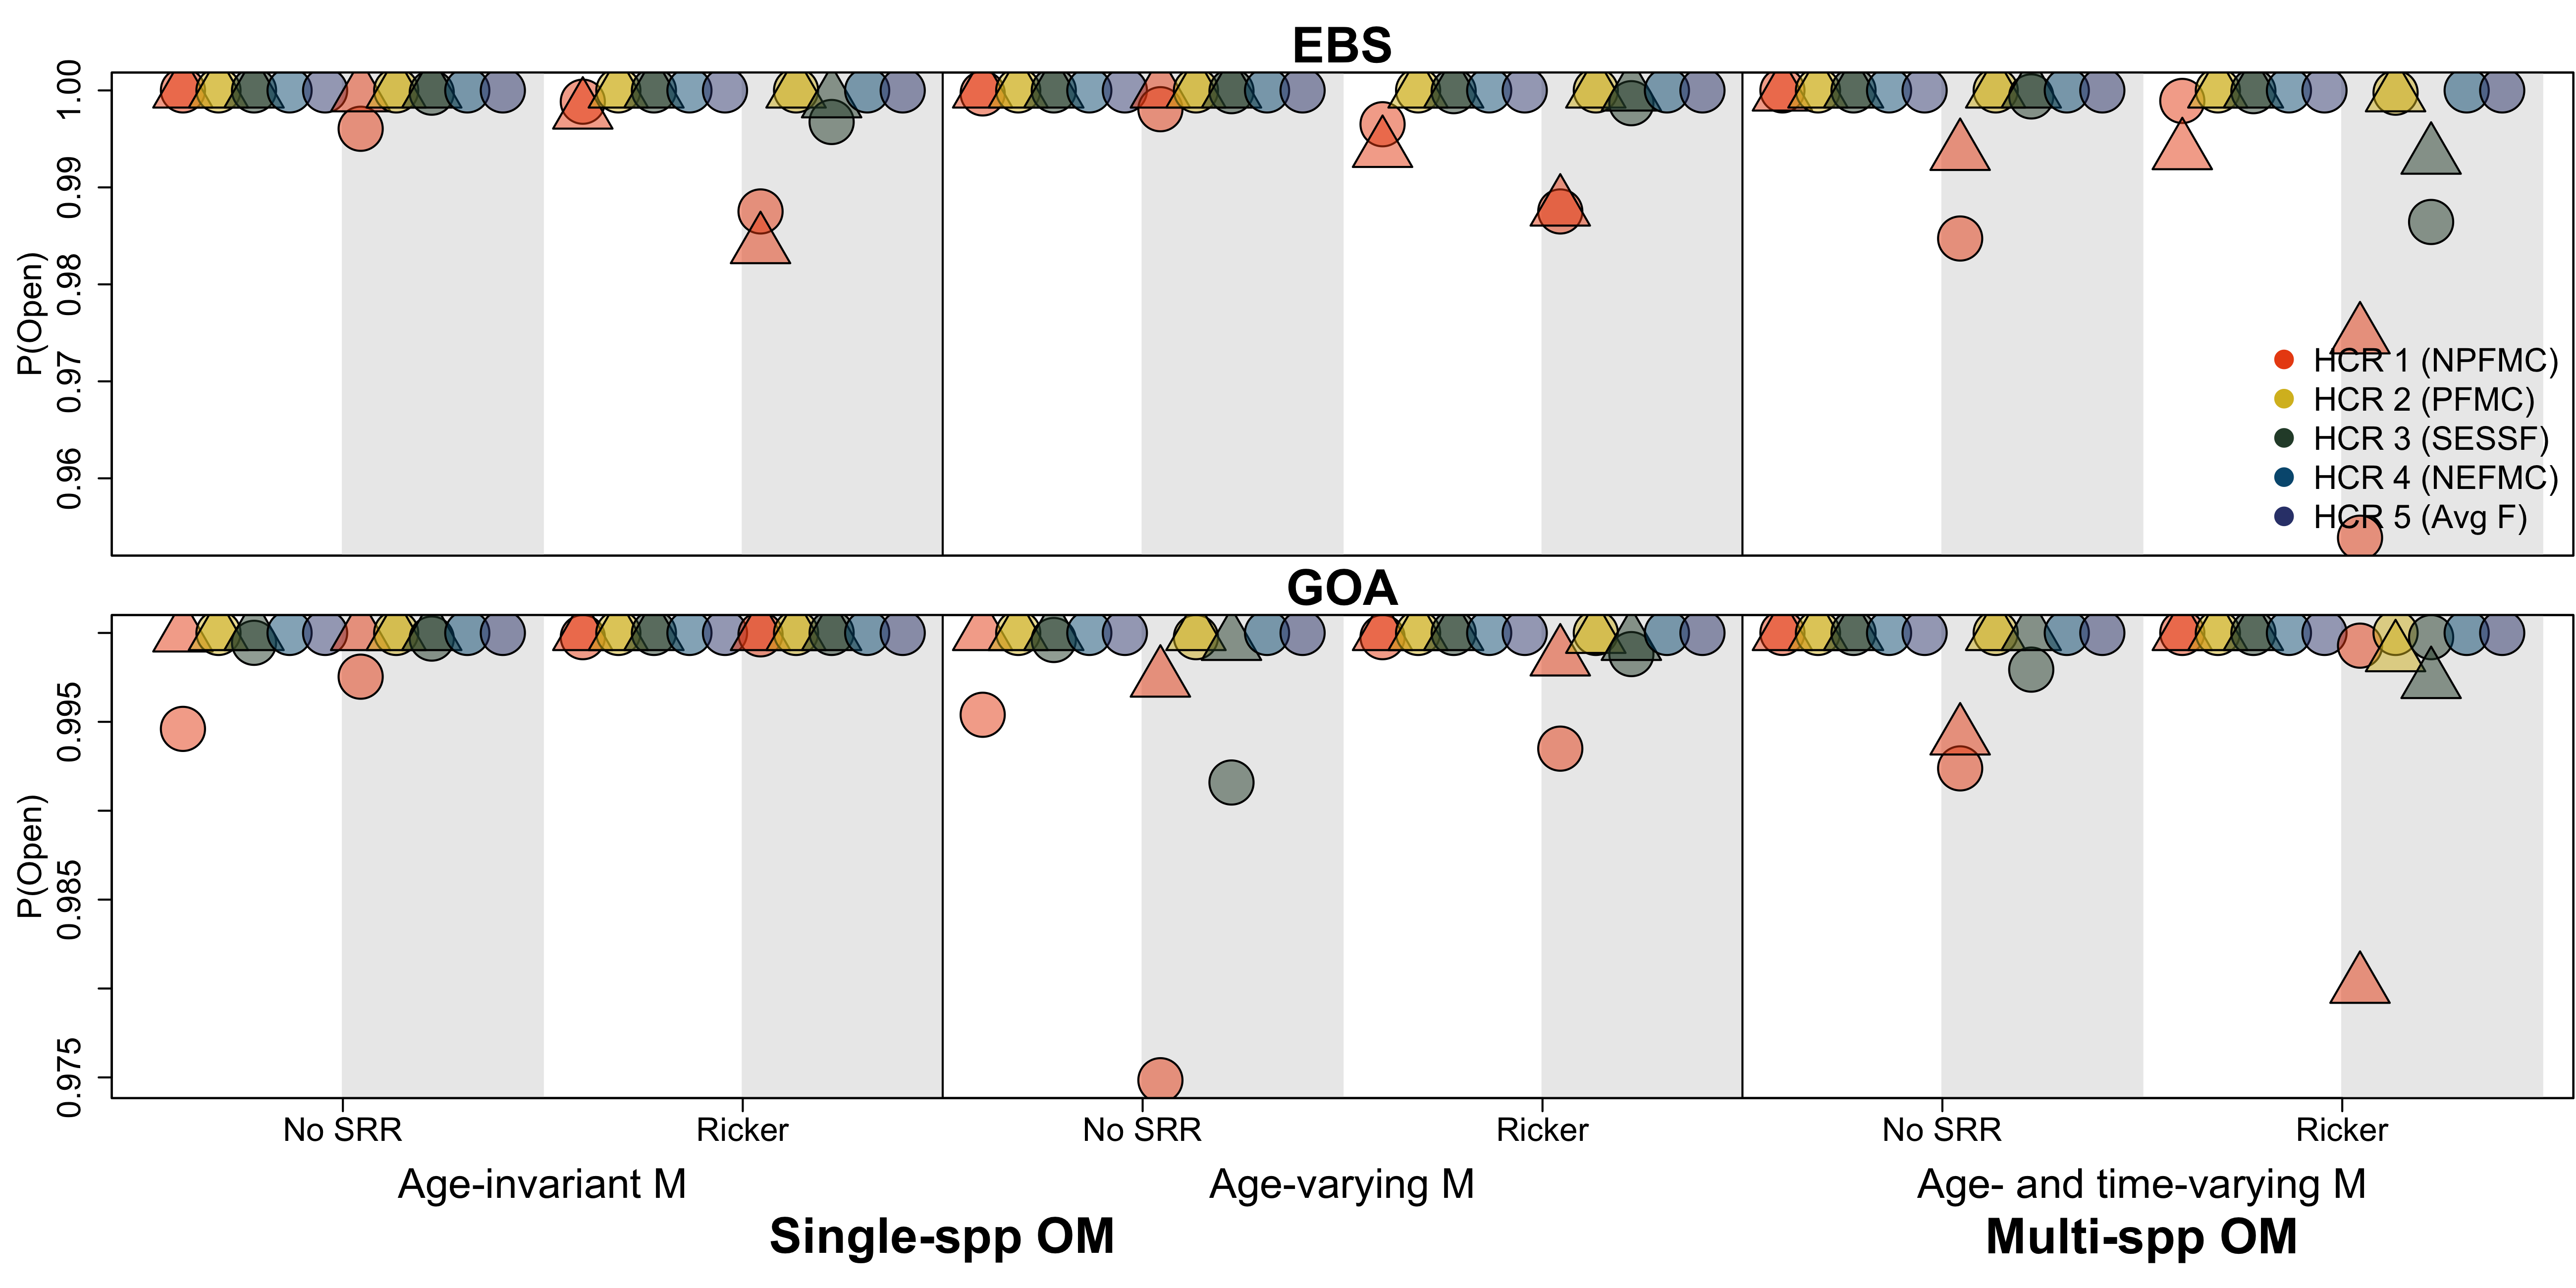 EBS
P(Open)
1.00
0.99
0.98
0.97
0.96
HCR 1 (NPFMC)
HCR 2 (PFMC)
HCR 3 (SESSF)
HCR 4 (NEFMC)
HCR 5 (Avg F)
GOA
P(Open)
0.995
0.985
0.975
No SRR Ricker No SRR Ricker No SRR Ricker
Age-invariant M Age-varying M Age- and time-varying M
Single-spp OM Multi-spp OM